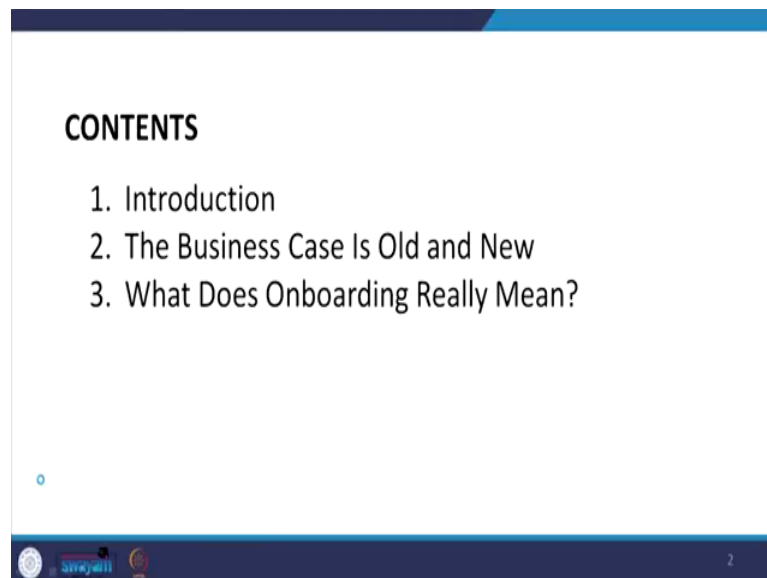 CONTENTS
1. Introduction
2. The Business Case Is Old and New
3. What Does Onboarding Really Mean?
swayam
2